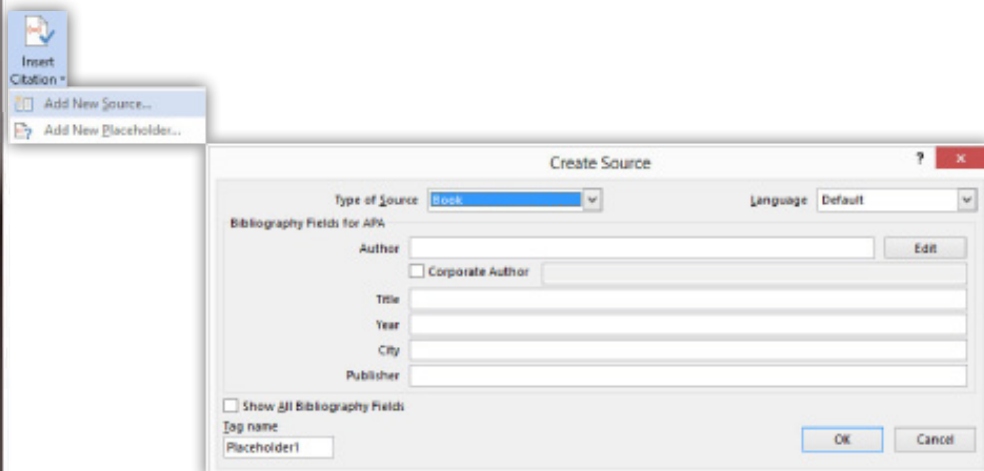 Insert
Citation
Add New Source...
Add New Placeholder...
Create Source
? ×
Type of Source Book Language Default
Bibliography Fields for APA
Author Edit
Corporate Author
Title
Year
City
Publisher
Show All Bibliography Fields
Tag name
Placeholder1
OK Cancel